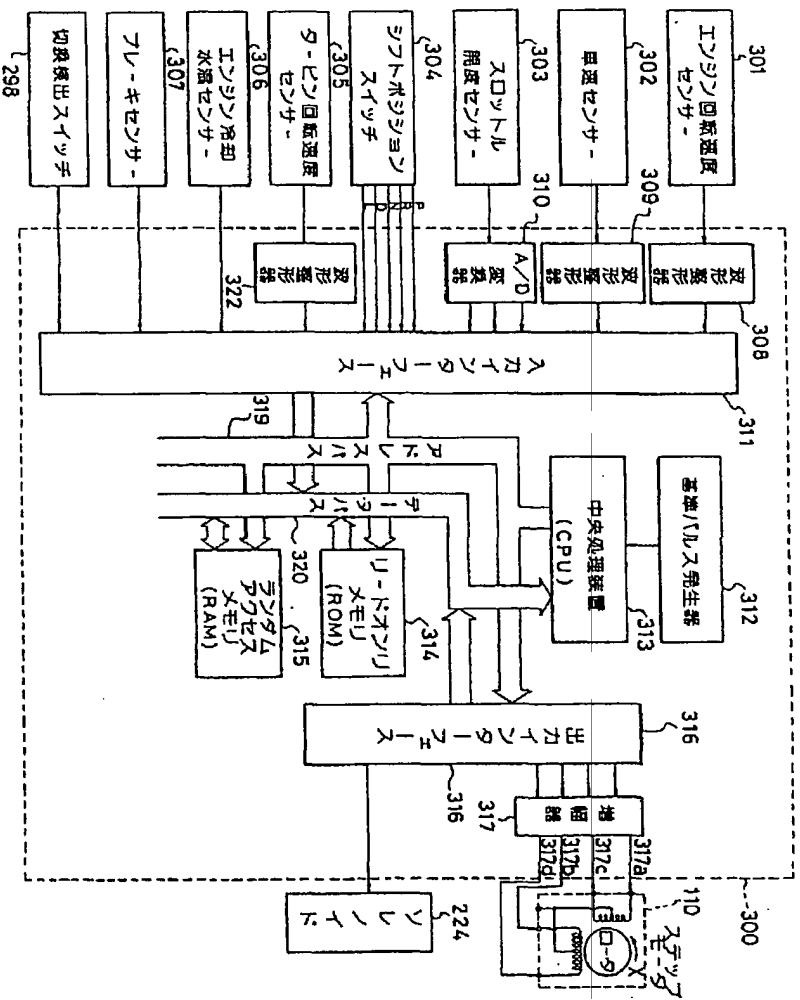 エンジン回転速度
センサー
301
車速センサー
302
スロットル
開度センサー
303
シフトポジション
スイッチ
304
タービン回転速度
センサー
305
エンジン冷却
水温センサー
306
ブレーキセンサー
307
切換検出スイッチ
298
P
R
N
D
L
波形整形器
308
波形整形器
309
A/D
変換器
310
波形整形器
322
入力インターフェース
311
基準パルス発生器
312
中央処理装置
(CPU)
313
アドレスバス
319
データバス
320
リードオンリ
メモリ
(ROM)
314
ランダム
アクセス
メモリ
(RAM)
315
出力インターフェース
316
316
増幅器
317
317a
317c
317b
317d
110
ステップ
モータ
ロータ
X
ソレノイド
224
300